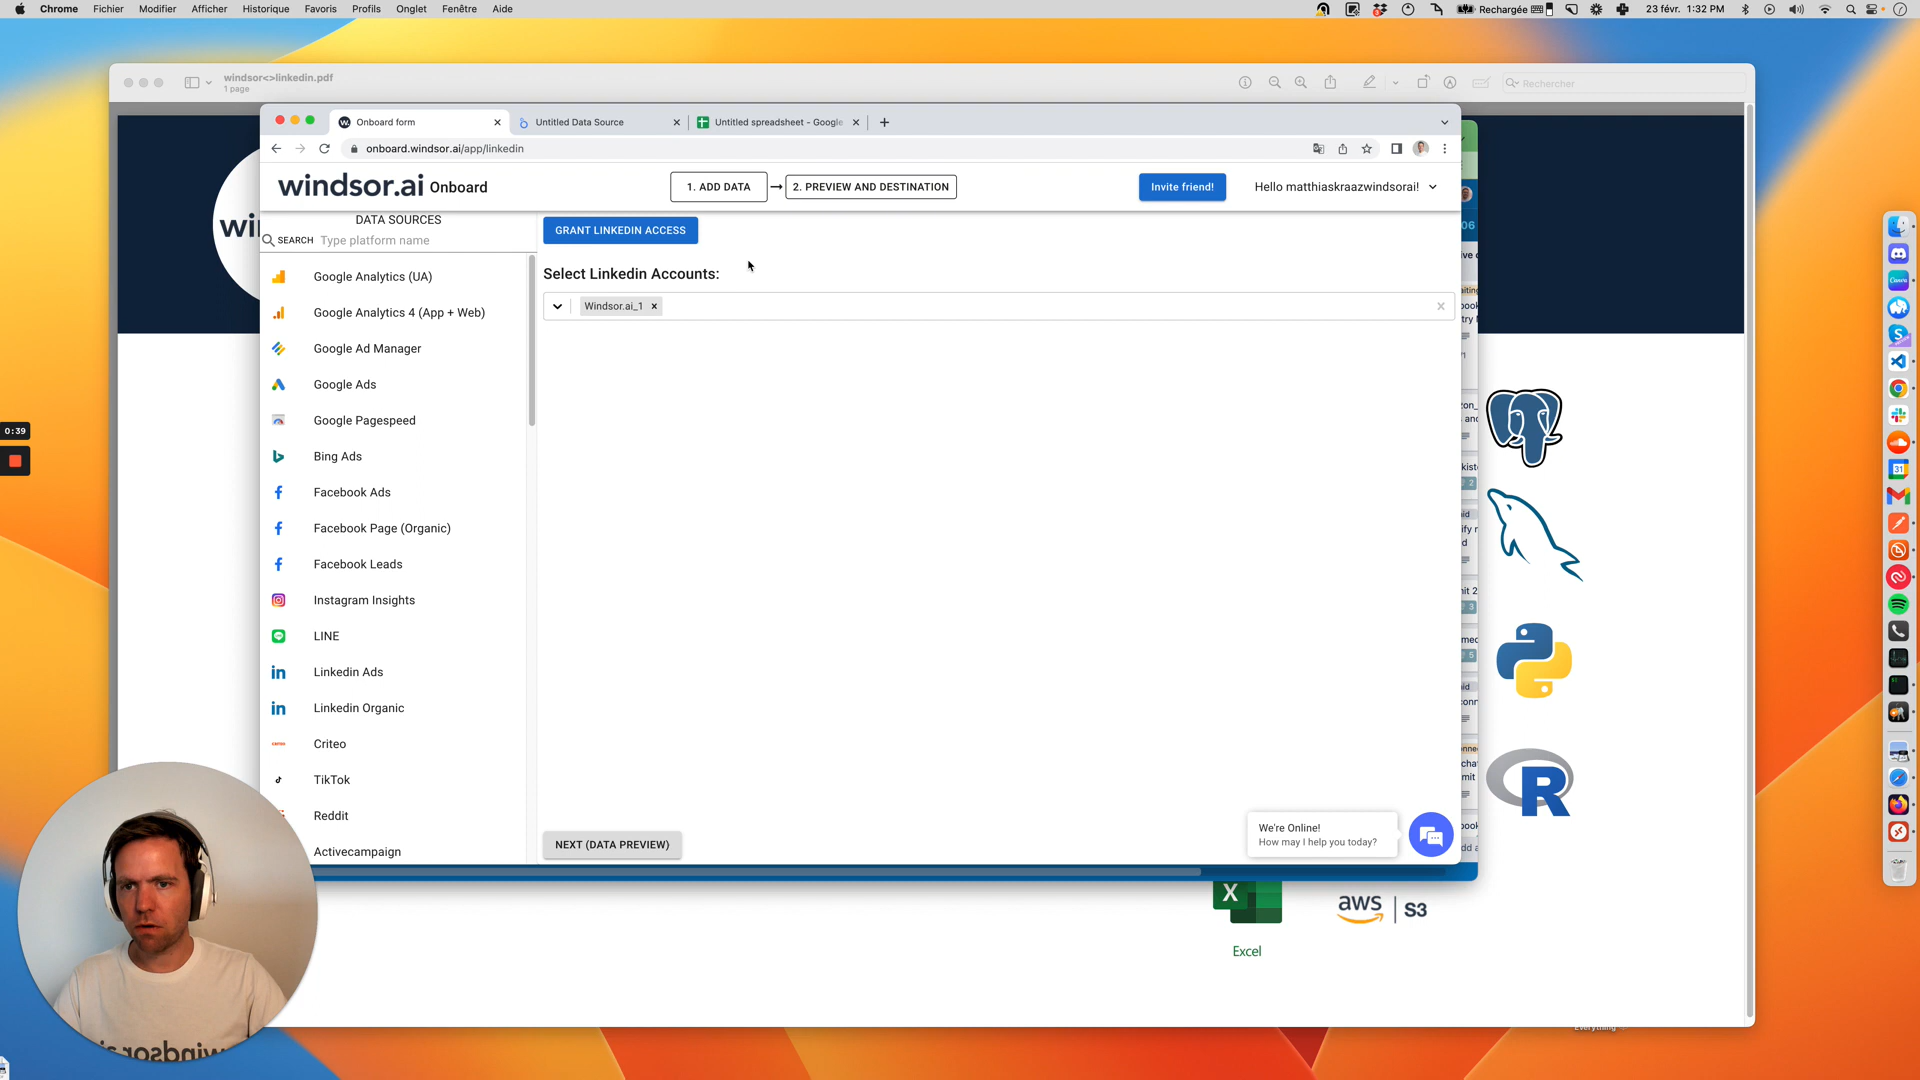 Chrome Fichier Modifier Afficher Historique Favoris Profils Onglet Fenêtre Aide
Rechargée 23 févr. 1:32 PM
windsor<>linkedin.pdf
1 page
Rechercher
Onboard form
Untitled Data Source
Untitled spreadsheet - Google
onboard.windsor.ai/app/linkedin
windsor.ai Onboard
1. ADD DATA
2. PREVIEW AND DESTINATION
Invite friend!
Hello matthiaskraazwindsorai!
DATA SOURCES
SEARCH Type platform name
GRANT LINKEDIN ACCESS
Select Linkedin Accounts:
Windsor.ai_1
Google Analytics (UA)
Google Analytics 4 (App + Web)
Google Ad Manager
Google Ads
Google Pagespeed
Bing Ads
Facebook Ads
Facebook Page (Organic)
Facebook Leads
Instagram Insights
LINE
Linkedin Ads
Linkedin Organic
Criteo
TikTok
Reddit
Activecampaign
NEXT (DATA PREVIEW)
We're Online!
How may I help you today?
0:39
wi
06
R
X
Excel
aws S3
windsor.ai